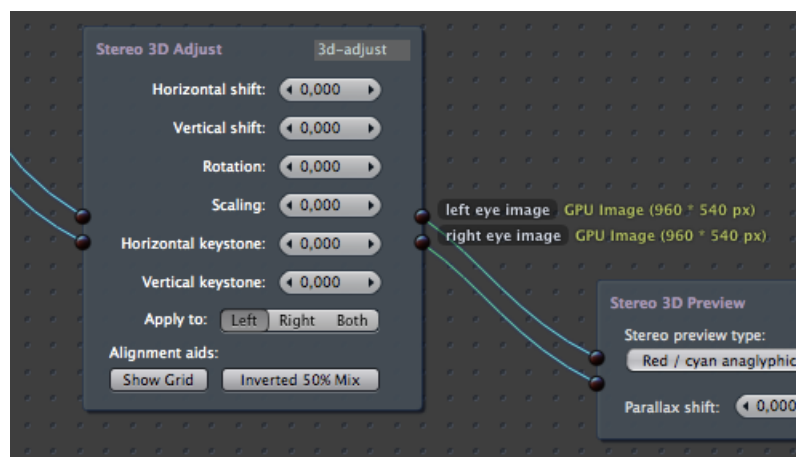 Stereo 3D Adjust 3d-adjust
Horizontal shift: 0,000
Vertical shift: 0,000
Rotation: 0,000
Scaling: 0,000
left eye image GPU Image (960 * 540 px)
right eye image GPU Image (960 * 540 px)
Horizontal keystone: 0,000
Vertical keystone: 0,000
Apply to: Left Right Both
Alignment aids:
Show Grid Inverted 50% Mix
Stereo 3D Preview
Stereo preview type:
Red / cyan anaglyphic
Parallax shift: 0,000